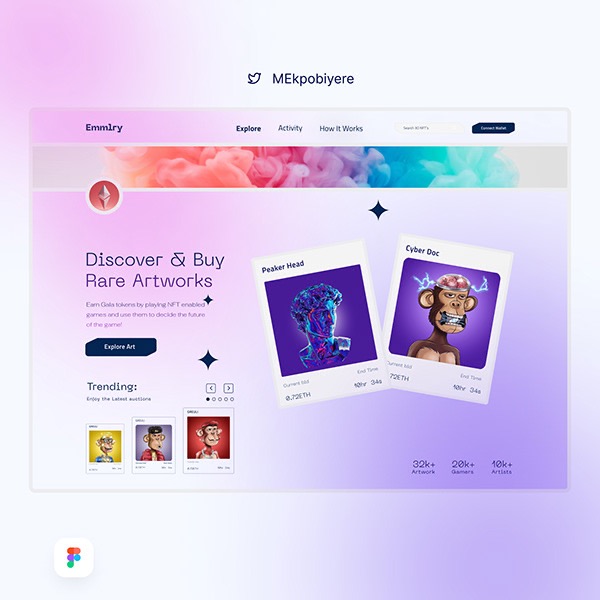 MEkpobiyere
Emm1ry
Explore
Activity
How It Works
Connect Wallet
Discover & Buy
Rare Artworks
Earn Gala tokens by playing NFT enabled
games and use them to decide the future
of the game!
Explore Art
Peaker Head
Current bid
End Time
0.72ETH
10hr 34s
Cyber Doc
Current bid
End Time
.72ETH
10hr 34s
Trending:
Enjoy the Latest auctions
32k+
Artwork
20k+
Gamers
10k+
Artists